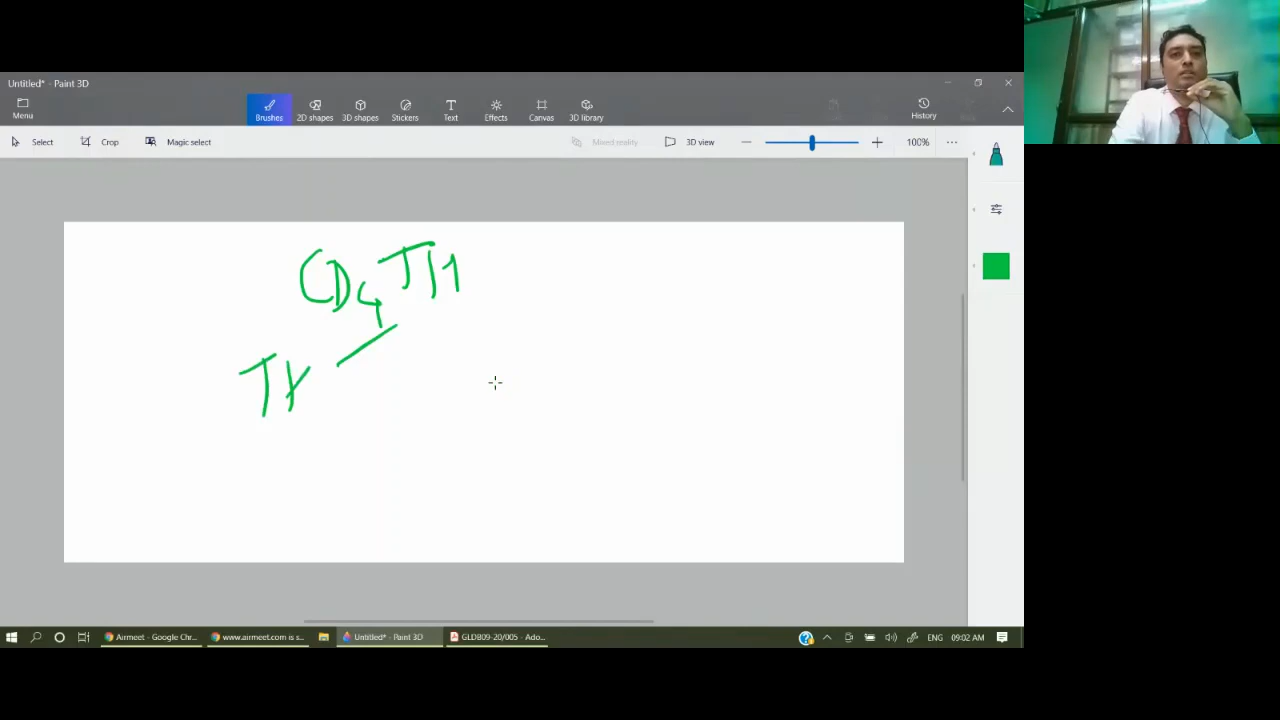 Untitled* - Paint 3D
Menu
Brushes
2D shapes
3D shapes
Stickers
Text
Effects
Canvas
3D library
History
Select
Crop
Magic select
Mixed reality
3D view
100%
CD4
Airmeet - Google Chr...
www.airmeet.com is s...
Untitled* - Paint 3D
GLDB09-20/005 - Ado...
ENG
09:02 AM